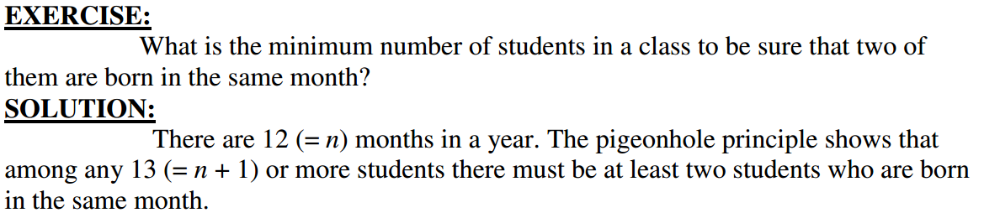 EXERCISE:
What is the minimum number of students in a class to be sure that two of
them are born in the same month?
SOLUTION:
There are 12 (= n) months in a year. The pigeonhole principle shows that
among any 13 (= n + 1) or more students there must be at least two students who are born
in the same month.